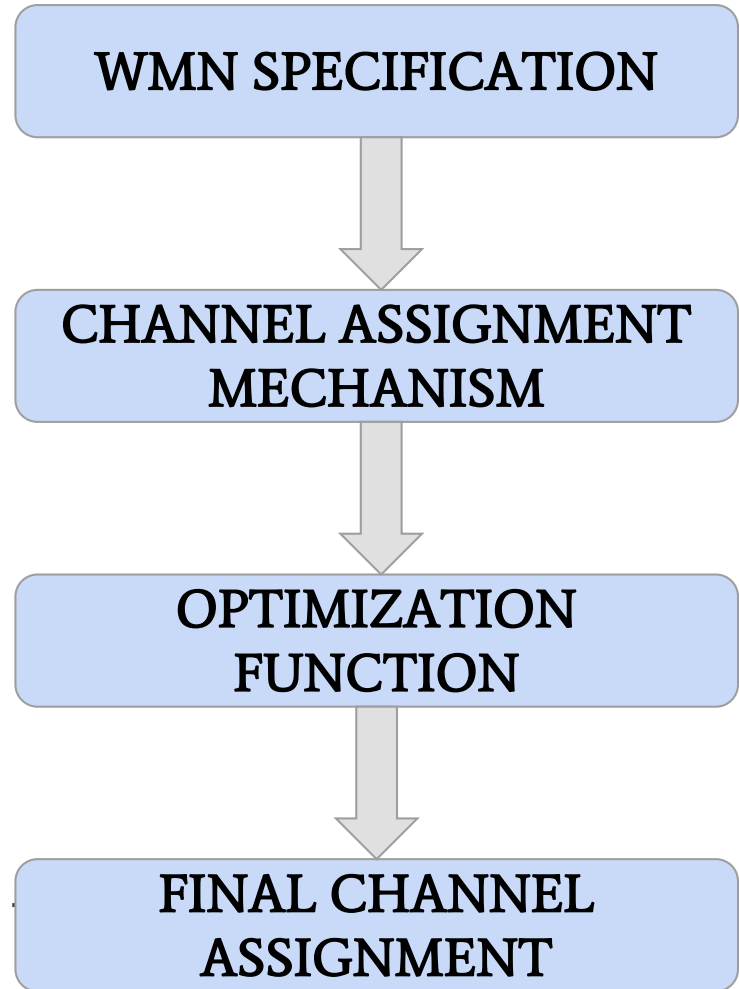 WMN SPECIFICATION
CHANNEL ASSIGNMENT
MECHANISM
OPTIMIZATION
FUNCTION
FINAL CHANNEL
ASSIGNMENT